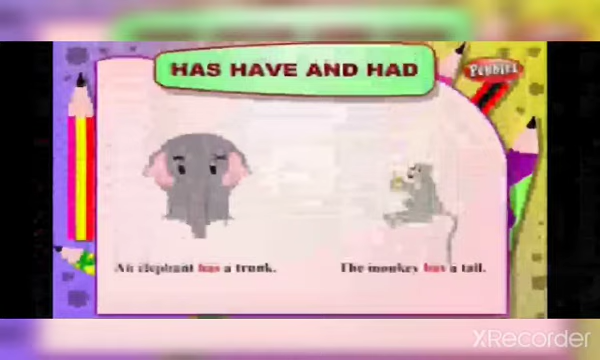 HAS HAVE AND HAD
Pebbles
An elephant has a trunk.
The monkey has a tail.
XRecorder